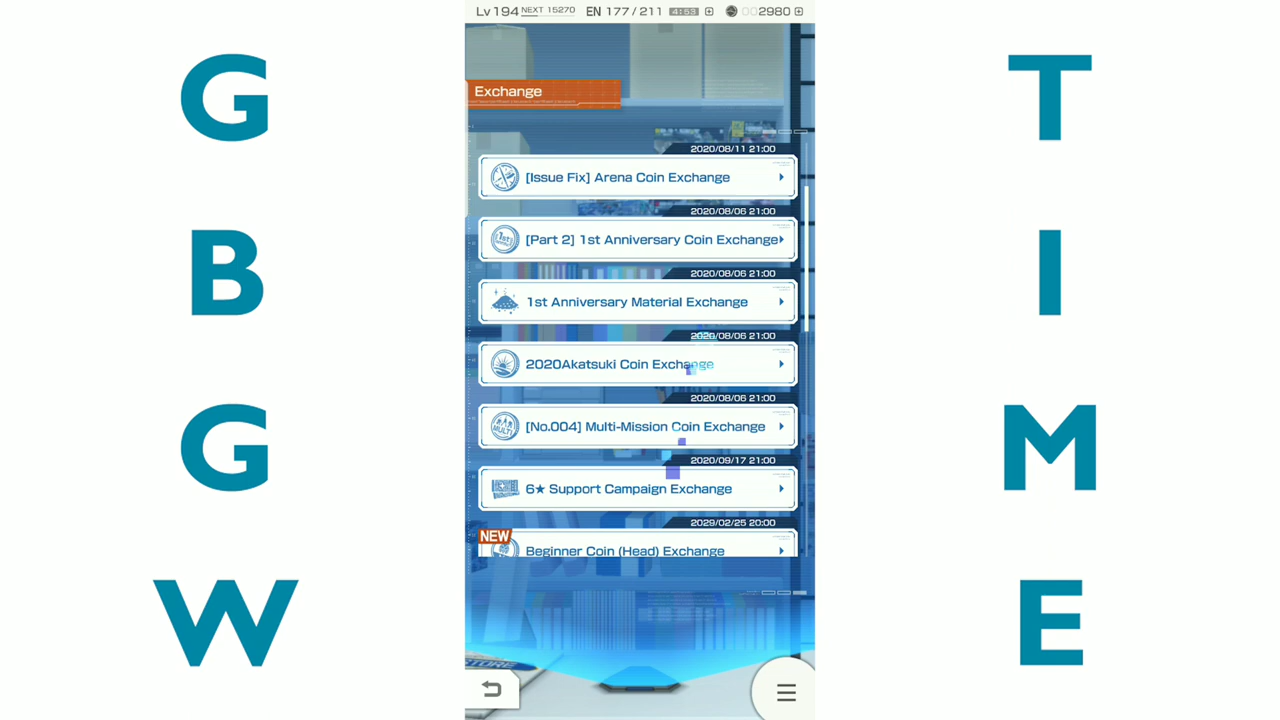 G
B
G
W
Lv 194 NEXT 15270 EN 177/211 4:53 002980
Exchange
2020/08/11 21:00
[Issue Fix] Arena Coin Exchange
2020/08/06 21:00
[Part 2] 1st Anniversary Coin Exchange
2020/08/06 21:00
1st Anniversary Material Exchange
2020/08/06 21:00
2020Akatsuki Coin Exchange
2020/08/06 21:00
[No.004] Multi-Mission Coin Exchange
2020/09/17 21:00
6★ Support Campaign Exchange
2029/02/25 20:00
NEW
Beginner Coin (Head) Exchange
T
I
M
E